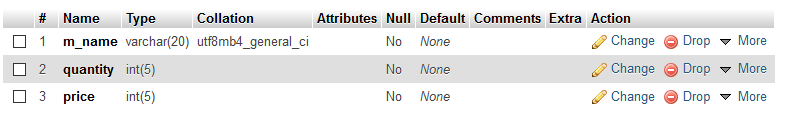 # Name Type Collation Attributes Null Default Comments Extra Action
1 m_name varchar(20) utf8mb4_general_ci No None Change Drop More
2 quantity int(5) No None Change Drop More
3 price int(5) No None Change Drop More